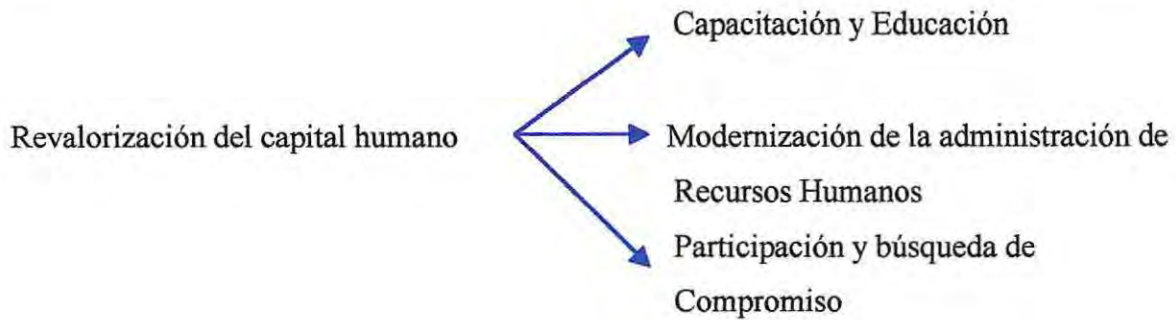 Capacitación y Educación
Revalorización del capital humano
Modernización de la administración de
Recursos Humanos
Participación y búsqueda de
Compromiso